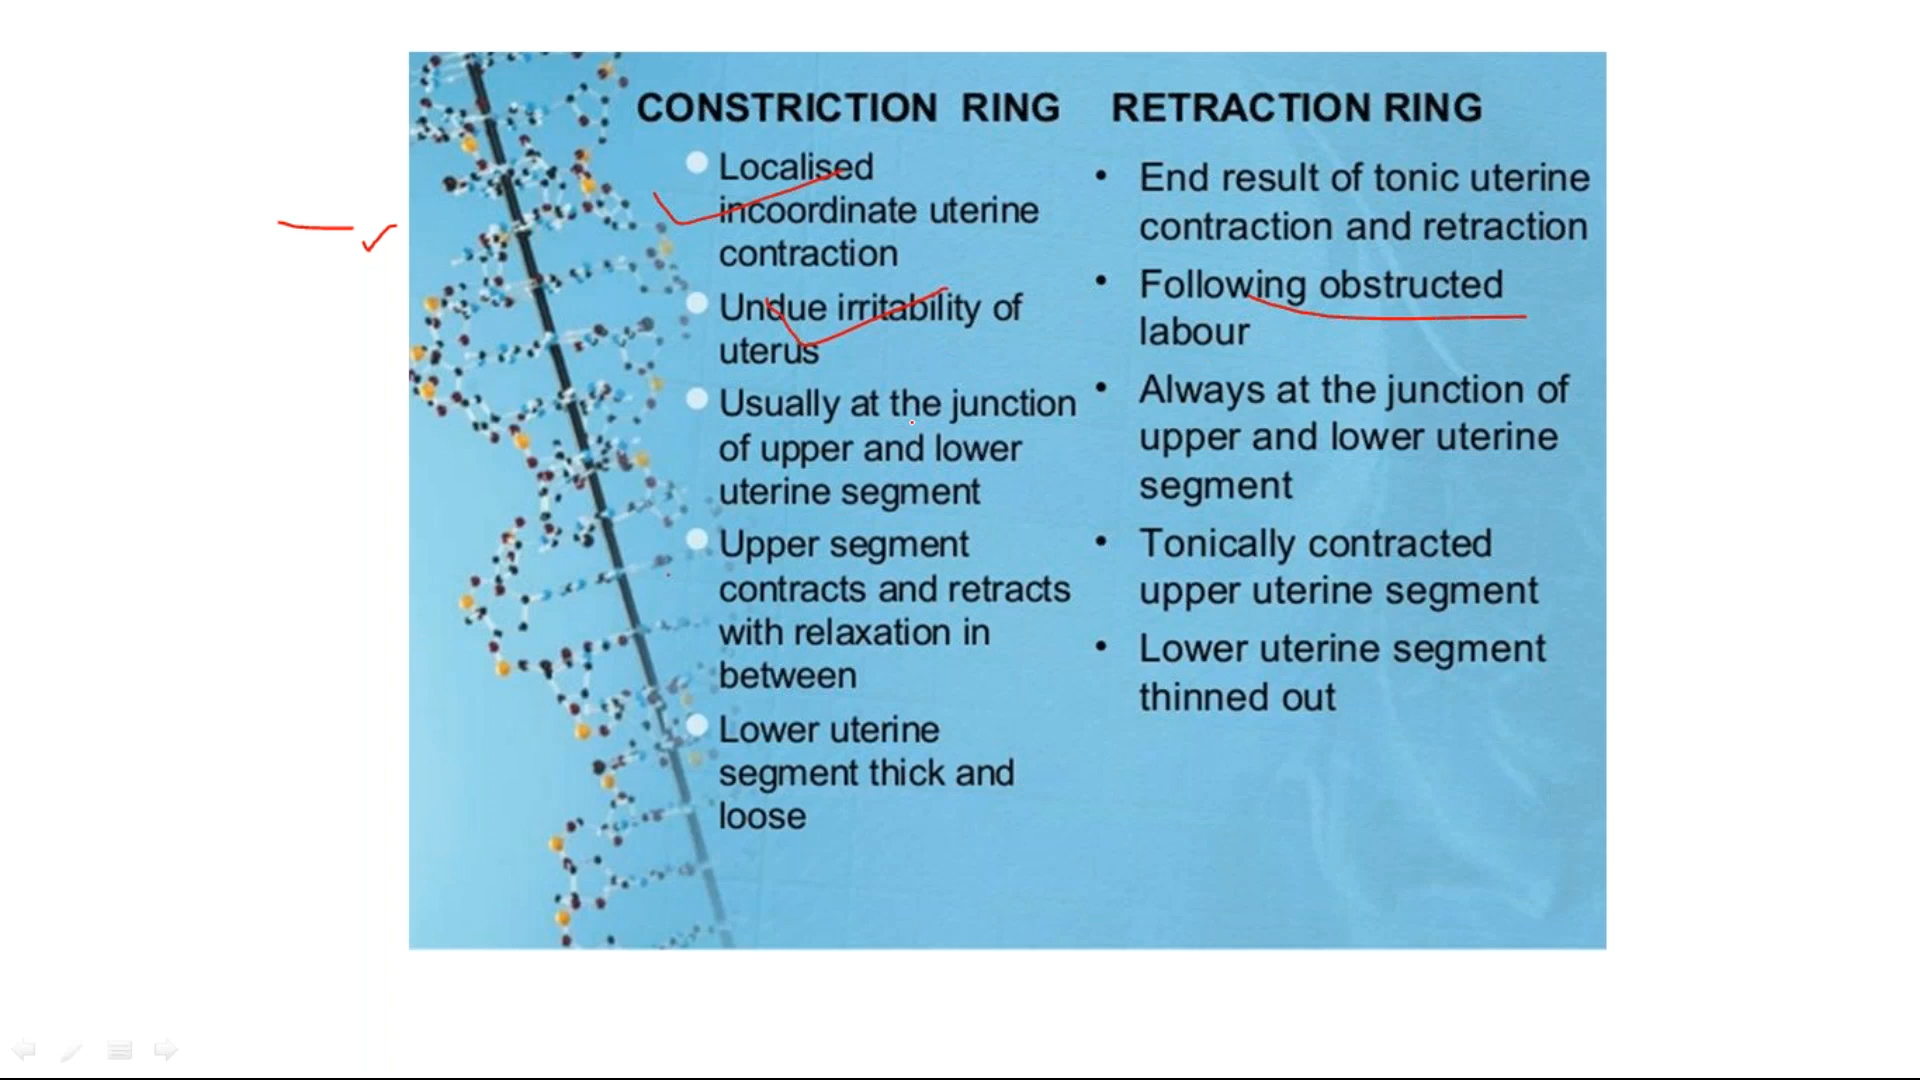 CONSTRICTION RING
Localised
incoordinate uterine
contraction
Undue irritability of
uterus
Usually at the junction
of upper and lower
uterine segment
Upper segment
contracts and retracts
with relaxation in
between
Lower uterine
segment thick and
loose
RETRACTION RING
End result of tonic uterine
contraction and retraction
Following obstructed
labour
Always at the junction of
upper and lower uterine
segment
Tonically contracted
upper uterine segment
Lower uterine segment
thinned out